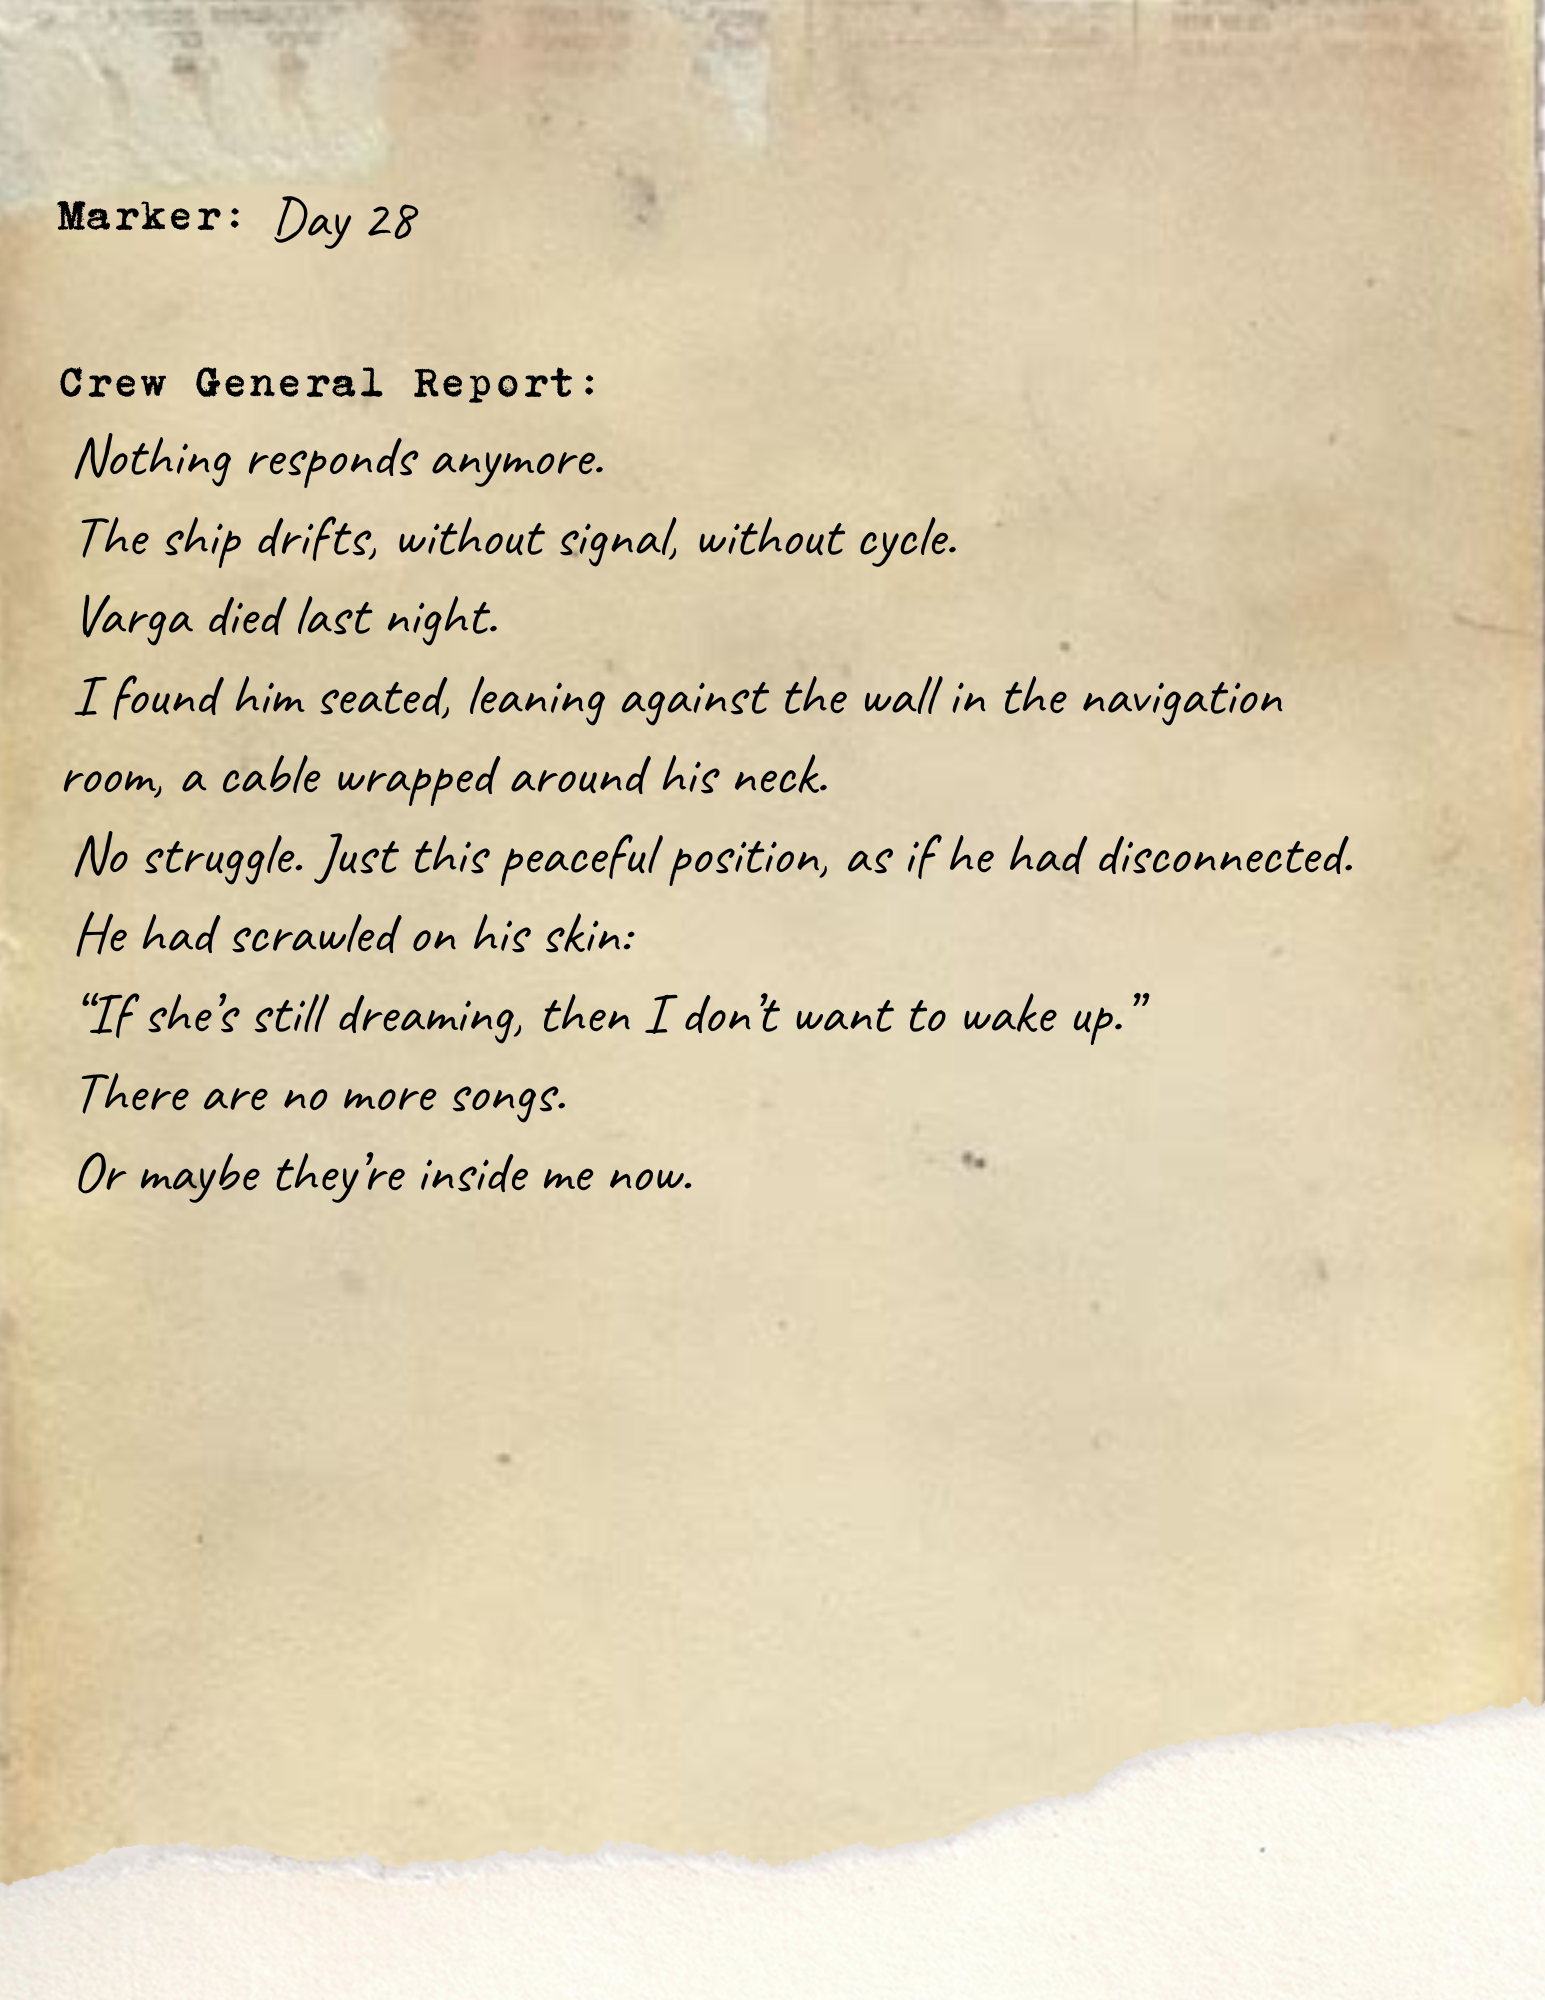 Marker: Day 28
Crew General Report:
Nothing responds anymore.
The ship drifts, without signal, without cycle.
Varga died last night.
I found him seated, leaning against the wall in the navigation
room, a cable wrapped around his neck.
No struggle. Just this peaceful position, as if he had disconnected.
He had scrawled on his skin:
“If she’s still dreaming, then I don’t want to wake up.”
There are no more songs.
Or maybe they’re inside me now.